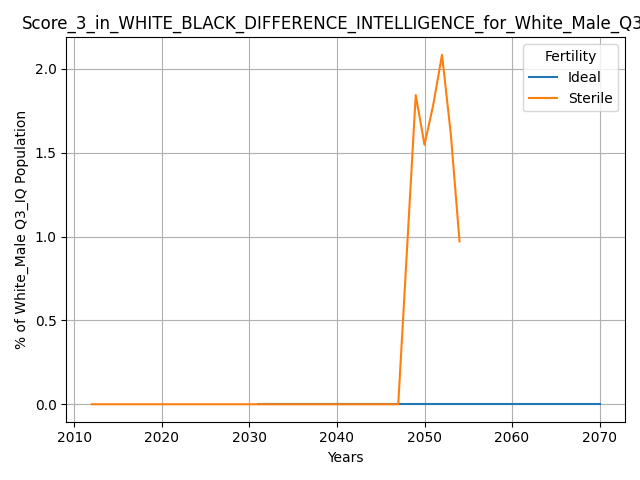 Score_3_in_WHITE_BLACK_DIFFERENCE_INTELLIGENCE_for_White_Male_Q3
Fertility
Ideal
Sterile
% of White_Male Q3_IQ Population
2.0
1.5
1.0
0.5
0.0
2010 2020 2030 2040 2050 2060 2070
Years